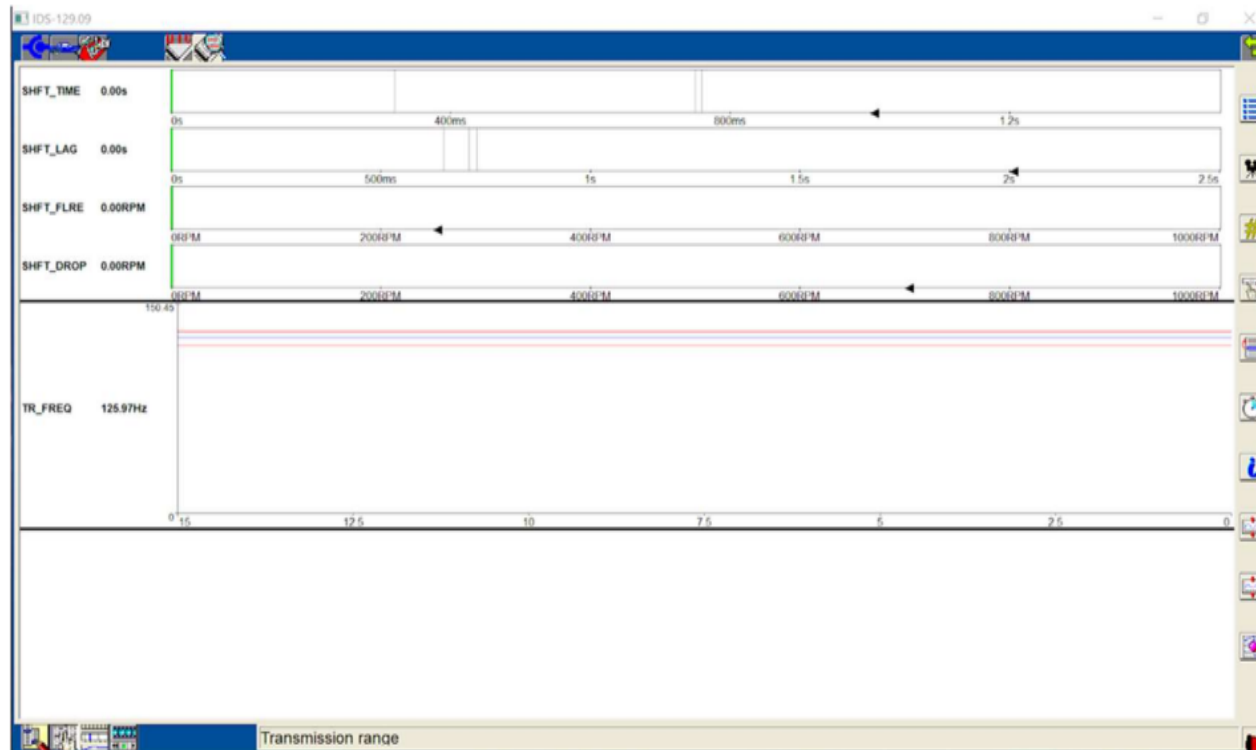 IDS-129.09
SHFT_TIME 0.00s
0s 400ms 800ms 1.2s
SHFT_LAG 0.00s
0s 500ms 1s 1.5s 2s 2.5s
SHFT_FLRE 0.00RPM
0RPM 200RPM 400RPM 600RPM 800RPM 1000RPM
SHFT_DROP 0.00RPM
0RPM 200RPM 400RPM 600RPM 800RPM 1000RPM
150.45
TR_FREQ 125.97Hz
0
15 12.5 10 7.5 5 2.5 0
Transmission range